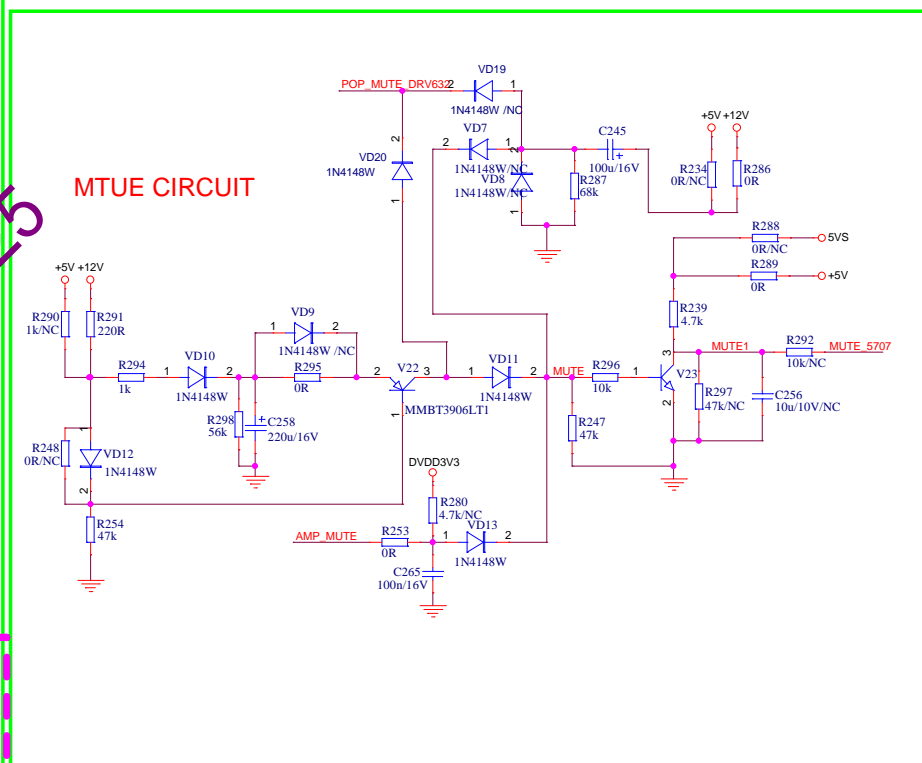 VD19
POP_MUTE_DRV632
2
1
1N4148W /NC
VD7
2
1
1N4148W/NC
C245
100u/16V
+
+5V
+12V
R234
0R/NC
R286
0R
VD20
2
1N4148W
1
2
VD8
1N4148W/NC
1
R287
68k
MTUE CIRCUIT
5
R288
0R/NC
5VS
R289
0R
+5V
+5V
+12V
R290
1k/NC
R291
220R
VD9
1
2
1N4148W /NC
R239
4.7k
R294
1k
VD10
1
2
1N4148W
R295
0R
V22
2
3
1
MMBT3906LT1
VD11
1
2
1N4148W
MUTE
R296
10k
3
1
V23
2
MUTE1
R292
10k/NC
MUTE_5707
R298
56k
+
C258
220u/16V
R247
47k
R297
47k/NC
C256
10u/10V/NC
R248
0R/NC
1
VD12
1N4148W
2
DVDD3V3
R280
4.7k/NC
R254
47k
AMP_MUTE
R253
0R
VD13
1
2
1N4148W
C265
100n/16V